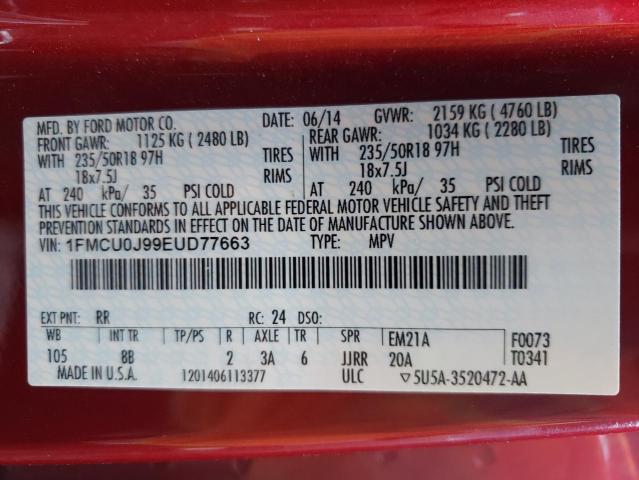 MFD. BY FORD MOTOR CO. DATE: 06/14 GVWR: 2159 KG ( 4760 LB)
FRONT GAWR: 1125 KG ( 2480 LB) REAR GAWR: 1034 KG ( 2280 LB)
WITH 235/50R18 97H TIRES WITH 235/50R18 97H TIRES
18x7.5J RIMS 18x7.5J RIMS
AT 240 kPa/ 35 PSI COLD AT 240 kPa/ 35 PSI COLD
THIS VEHICLE CONFORMS TO ALL APPLICABLE FEDERAL MOTOR VEHICLE SAFETY AND THEFT
PREVENTION STANDARDS IN EFFECT ON THE DATE OF MANUFACTURE SHOWN ABOVE.
VIN: 1FMCU0J99EUD77663 TYPE: MPV
EXT PNT: RR RC: 24 DSO:
WB INT TR TP/PS R AXLE TR SPR EM21A F0073
105 8B 2 3A 6 JJRR 20A T0341
MADE IN U.S.A. 1201406113377 ULC ▽5U5A-3520472-AA